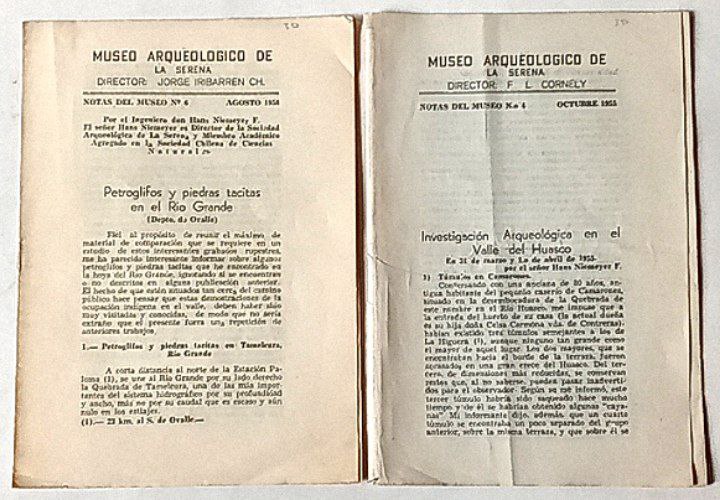 MUSEO ARQUEOLOGICO DE
LA SERENA
DIRECTOR: JORGE IRIBARREN CH.
NOTAS DEL MUSEO Nº 6 AGOSTO 1958
Por el Ingeniero don Hans Niemeyer F.
El señor Hans Niemeyer es Director de la Sociedad
Arqueológica de La Serena y Miembro Académico
Agregado en la Sociedad Chilena de Ciencias
Naturales
Petroglifos y piedras tacitas
en el Río Grande
(Depto. de Ovalle)
Fiel al propósito de reunir el máximo de
material de comparación que se requiere en un
estudio de estos interesantes grabados rupestres,
me ha parecido interesante informar sobre algunos
petroglifos y piedras tacitas que he encontrado en
la hoya del Río Grande, ignorando si se encuentran
o no descritos en alguna publicación anterior.
El hecho de que estén situados tan cerca del camino
público hace pensar que estas demostraciones de la
ocupación indígena en el valle, deben haber sido
muy visitadas y conocidas, de modo que no sería
extraño que el presente fuera una repetición de
anteriores trabajos.
1.— Petroglifos y piedras tacitas en Tamelcura,
Río Grande
A corta distancia al norte de la Estación Pa-
loma (1), se une al Río Grande por su lado derecho
la Quebrada de Tamelcura, una de las más impor-
tantes del sistema hidrográfico por su profundidad
y ancho, más no por su caudal que es escaso y aún
nulo en los estiajes.
(1).— 23 km. al S. de Ovalle.—
MUSEO ARQUEOLOGICO DE
LA SERENA
DIRECTOR: F. L. CORNELY
NOTAS DEL MUSEO N.o 4 OCTUBRE 1955
Investigación Arqueológica en el
Valle del Huasco
En 31 de marzo y 1.o de abril de 1955.
por el señor Hans Niemeyer F.
1) Túmulos en Camarones.
Conversando con una anciana de 80 años, an-
tigua habitante del pequeño caserío de Camarones,
situado en la desembocadura de la Quebrada de
este nombre en el Río Huasco, me impuse que a
la entrada del huerto de su casa (la actual dueña
es su hija doña Celsa Carmona vda. de Contreras).
habían existido tres túmulos semejantes a los de
La Higuera (1), aunque ninguno tan grande como
el mayor de aquel lugar. Los dos mayores, que se
encontraban hacia el borde de la terraza, fueron
arrasados en una gran crece del Huasco. Del ter-
cero, de dimensiones más reducidas, se conservan
restos que, al no saberse, pueden pasar inadverti-
dos para el observador. Según se me informó, este
tercer túmulo habría sido saqueado hace mucho
tiempo y de él se habrían obtenido algunas "caya-
nas". Mi informante dijo, además, que un cuarto
túmulo se encontraba un poco separado del grupo
anterior, sobre la misma terraza, y que sobre él se